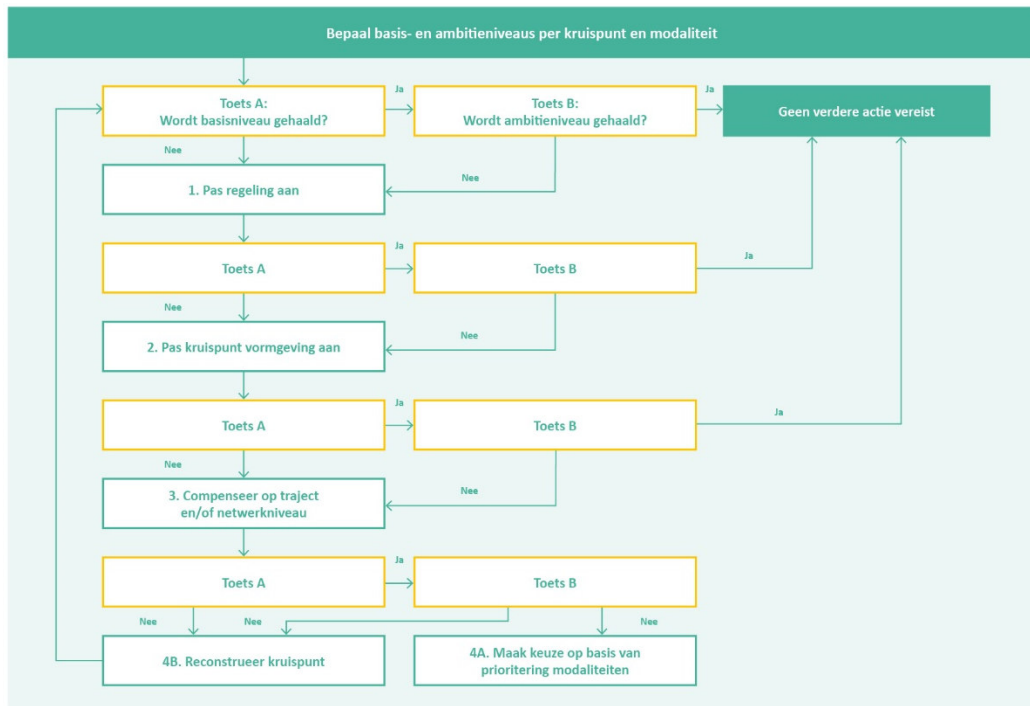 Bepaal basis- en ambitieniveaus per kruispunt en modaliteit
Toets A:
Wordt basisniveau gehaald?
Ja
Toets B:
Wordt ambitieniveau gehaald?
Ja
Geen verdere actie vereist
Nee
Nee
1. Pas regeling aan
Toets A
Ja
Toets B
Ja
Nee
Nee
2. Pas kruispunt vormgeving aan
Toets A
Ja
Toets B
Ja
Nee
Nee
3. Compenseer op traject
en/of netwerkniveau
Toets A
Ja
Toets B
Nee
Nee
Nee
4B. Reconstrueer kruispunt
4A. Maak keuze op basis van
prioritering modaliteiten